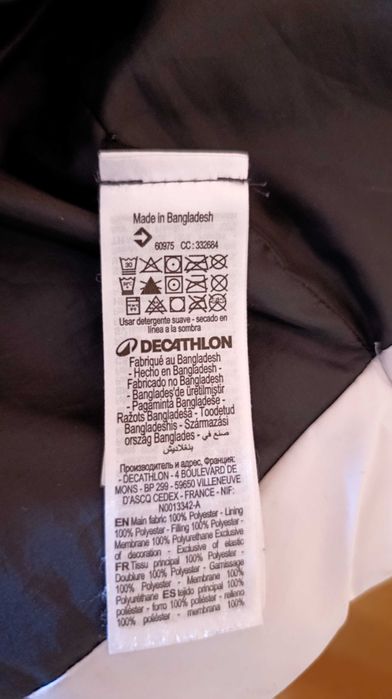 Made in Bangladesh
60975 CC : 332684
30
Usar detergente suave - secado en
línea a la sombra
DECATHLON
Fabriqué au Bangladesh
- Hecho en Bangladesh -
Fabricado no Bangladesh
- Bangladeş'de üretilmiştir
- Pagaminta Bangladeše -
Ražots Bangladešā - Toodetud
Bangladeshis - Származási
ország Banglades - صنع في
بنغلاديش
Производитель и адрес, Франция:
- DECATHLON - 4 BOULEVARD DE
MONS - BP 299 - 59650 VILLENEUVE
D'ASCQ CEDEX - FRANCE - NIF:
N0013342-A
EN Main fabric 100% Polyester - Lining
100% Polyester - Filling 100% Polyester -
Membrane 100% Polyurethane Exclusive
of decoration - Exclusive of elastic
FR Tissu principal 100% Polyester -
Doublure 100% Polyester - Garnissage
100% Polyester - Membrane 100%
Polyuréthane ES tejido principal 100%
poliéster - forro 100% poliéster - relleno
100% poliéster - membrana 100%